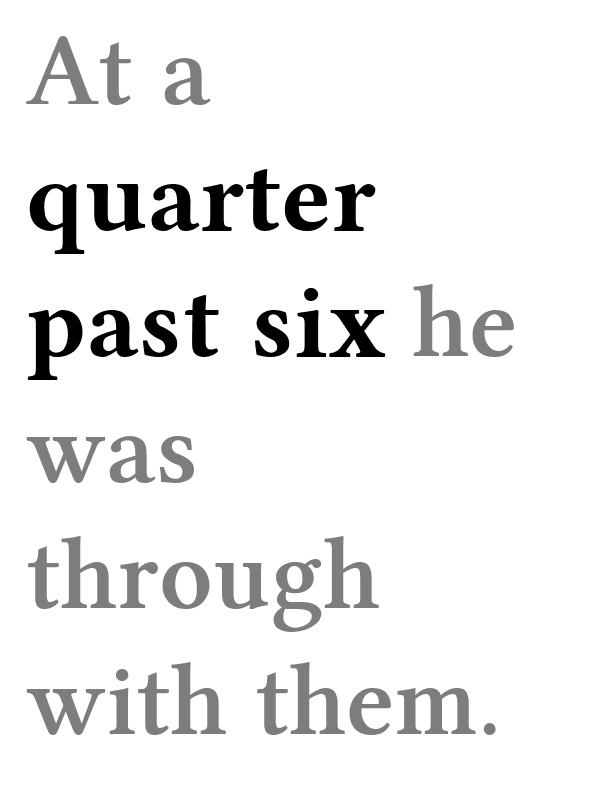 At a
quarter
past six he
was
through
with them.